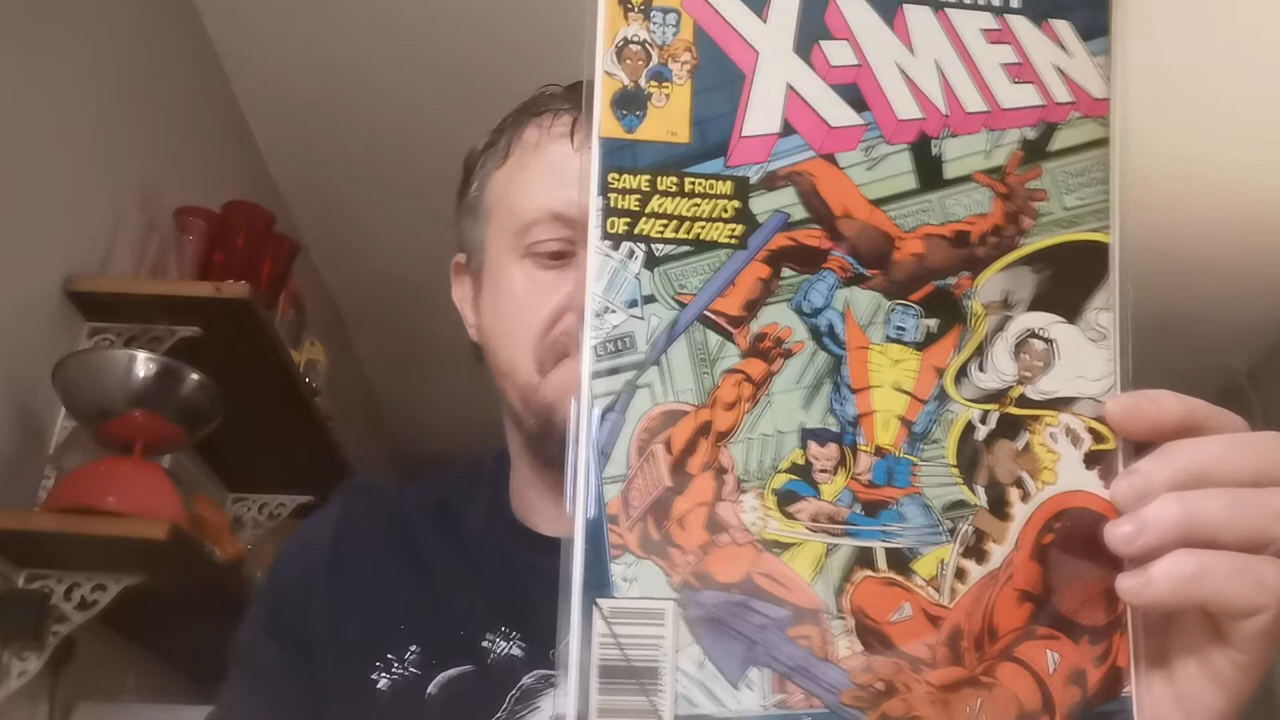 X-MEN
SAVE US FROM
THE KNIGHTS
OF HELLFIRE!
EXIT